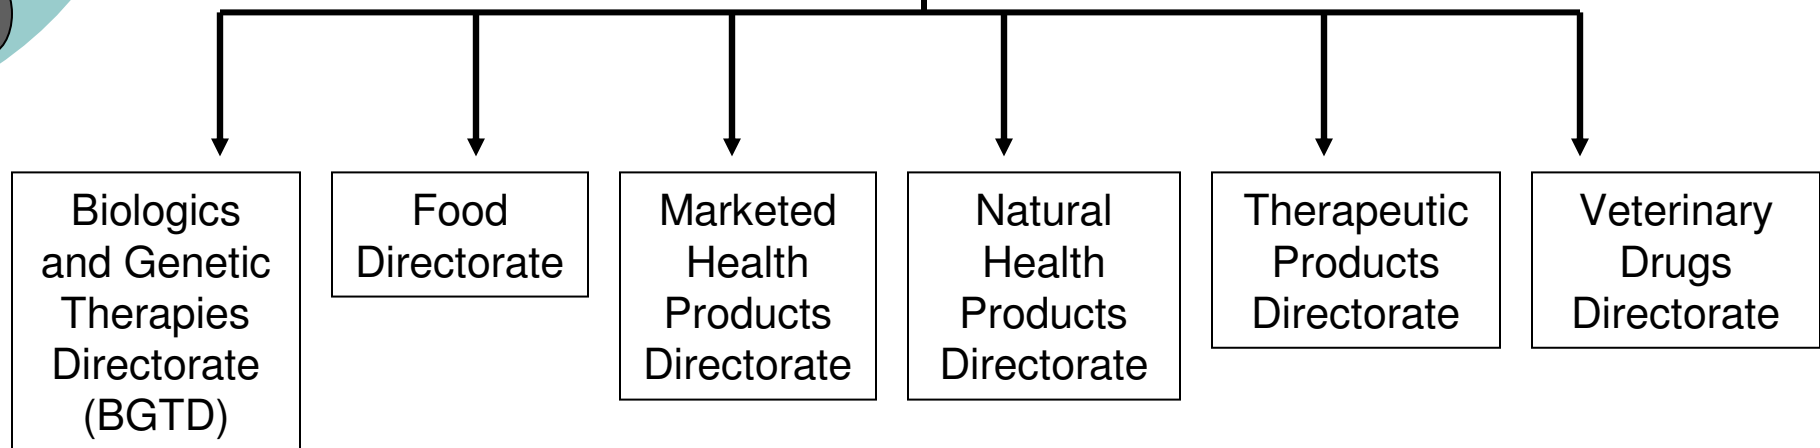 Biologics
and Genetic
Therapies
Directorate
(BGTD)
Food
Directorate
Marketed
Health
Products
Directorate
Natural
Health
Products
Directorate
Therapeutic
Products
Directorate
Veterinary
Drugs
Directorate